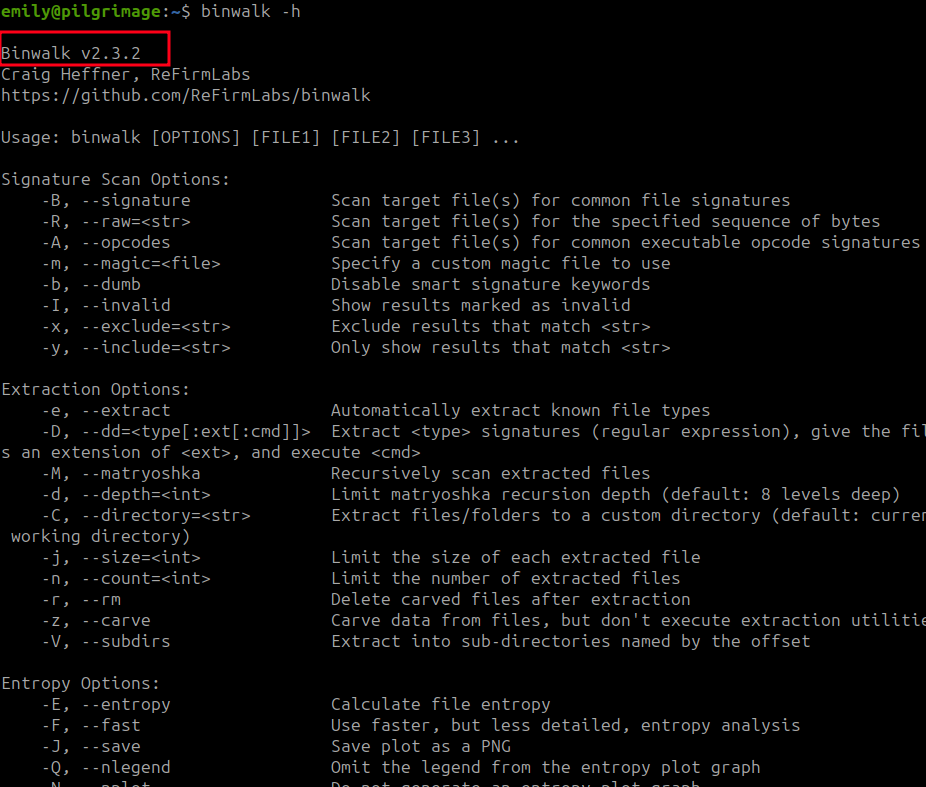 emily@pilgrimage:~$ binwalk -h
Binwalk v2.3.2
Craig Heffner, ReFirmLabs
https://github.com/ReFirmLabs/binwalk
Usage: binwalk [OPTIONS] [FILE1] [FILE2] [FILE3] ...
Signature Scan Options:
-B, --signature Scan target file(s) for common file signatures
-R, --raw=<str> Scan target file(s) for the specified sequence of bytes
-A, --opcodes Scan target file(s) for common executable opcode signatures
-m, --magic=<file> Specify a custom magic file to use
-b, --dumb Disable smart signature keywords
-I, --invalid Show results marked as invalid
-x, --exclude=<str> Exclude results that match <str>
-y, --include=<str> Only show results that match <str>
Extraction Options:
-e, --extract Automatically extract known file types
-D, --dd=<type[:ext[:cmd]]> Extract <type> signatures (regular expression), give the fil
s an extension of <ext>, and execute <cmd>
-M, --matryoshka Recursively scan extracted files
-d, --depth=<int> Limit matryoshka recursion depth (default: 8 levels deep)
-C, --directory=<str> Extract files/folders to a custom directory (default: curren
working directory)
-j, --size=<int> Limit the size of each extracted file
-n, --count=<int> Limit the number of extracted files
-r, --rm Delete carved files after extraction
-z, --carve Carve data from files, but don't execute extraction utilitie
-V, --subdirs Extract into sub-directories named by the offset
Entropy Options:
-E, --entropy Calculate file entropy
-F, --fast Use faster, but less detailed, entropy analysis
-J, --save Save plot as a PNG
-Q, --nlegend Omit the legend from the entropy plot graph
-N, --nplot Do not generate an entropy plot graph